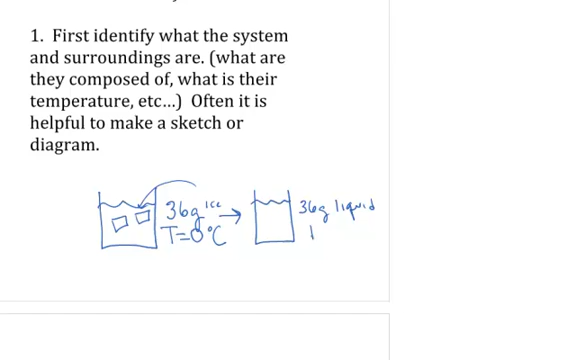 1. First identify what the system
and surroundings are. (what are
they composed of, what is their
temperature, etc...) Often it is
helpful to make a sketch or
diagram.
36g ice → 36g liquid
T=0°C